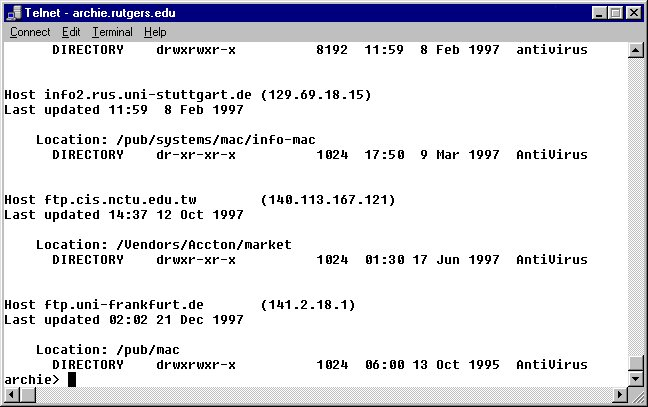 Telnet - archie.rutgers.edu
Connect Edit Terminal Help
DIRECTORY drwxrwxr-x 8192 11:59 8 Feb 1997 antivirus
Host info2.rus.uni-stuttgart.de (129.69.18.15)
Last updated 11:59 8 Feb 1997
Location: /pub/systems/mac/info-mac
DIRECTORY dr-xr-xr-x 1024 17:50 9 Mar 1997 AntiVirus
Host ftp.cis.nctu.edu.tw (140.113.167.121)
Last updated 14:37 12 Oct 1997
Location: /Vendors/Accton/market
DIRECTORY drwxr-xr-x 1024 01:30 17 Jun 1997 AntiVirus
Host ftp.uni-frankfurt.de (141.2.18.1)
Last updated 02:02 21 Dec 1997
Location: /pub/mac
DIRECTORY drwxrwxr-x 1024 06:00 13 Oct 1995 AntiVirus
archie>